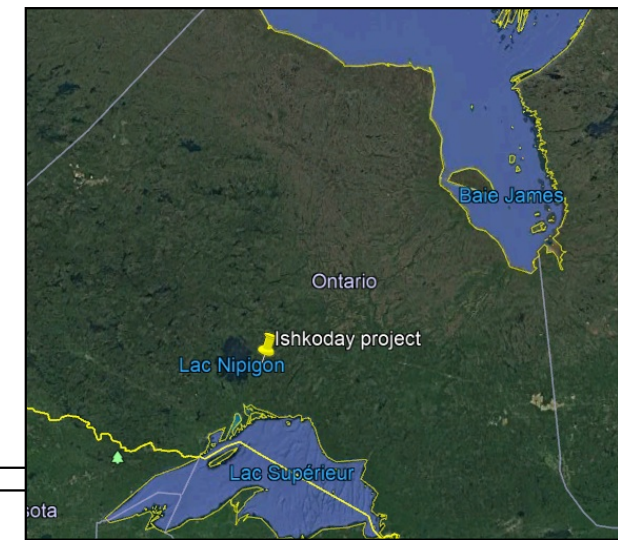 Baie James
Ontario
Ishkoday project
Lac Nipigon
Lac Supérieur
sota